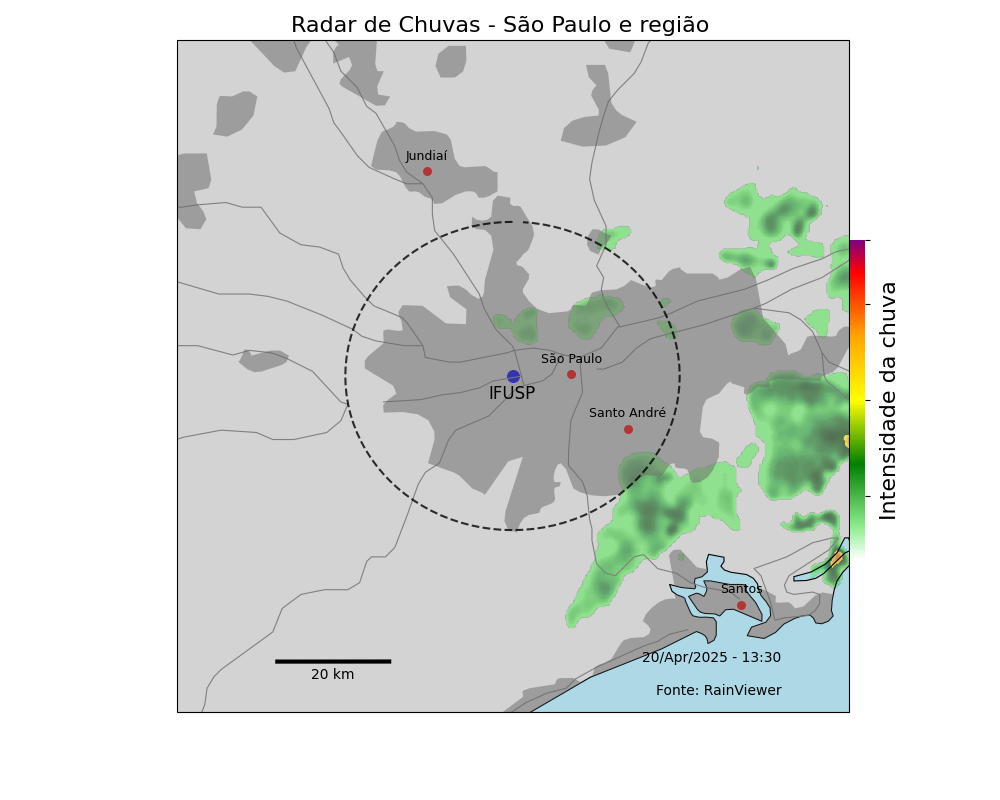 Radar de Chuvas - São Paulo e região
Jundiaí
São Paulo
IFUSP
Santo André
Intensidade da chuva
Santos
20/Apr/2025 - 13:30
20 km
Fonte: RainViewer